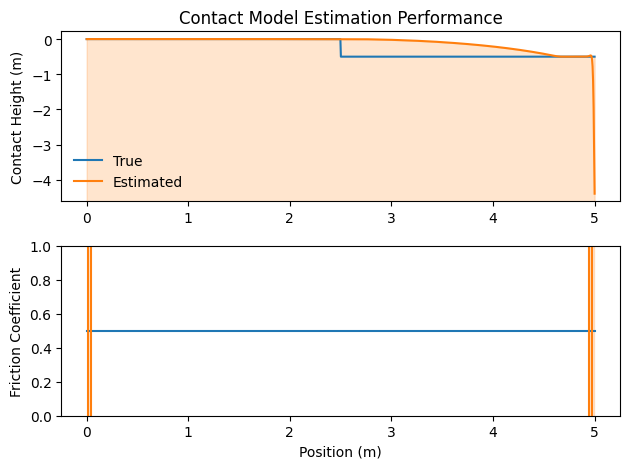 Contact Model Estimation Performance
Contact Height (m)
0
−1
−2
−3
−4
True
Estimated
0 1 2 3 4 5
Friction Coefficient
1.0
0.8
0.6
0.4
0.2
0.0
0 1 2 3 4 5
Position (m)